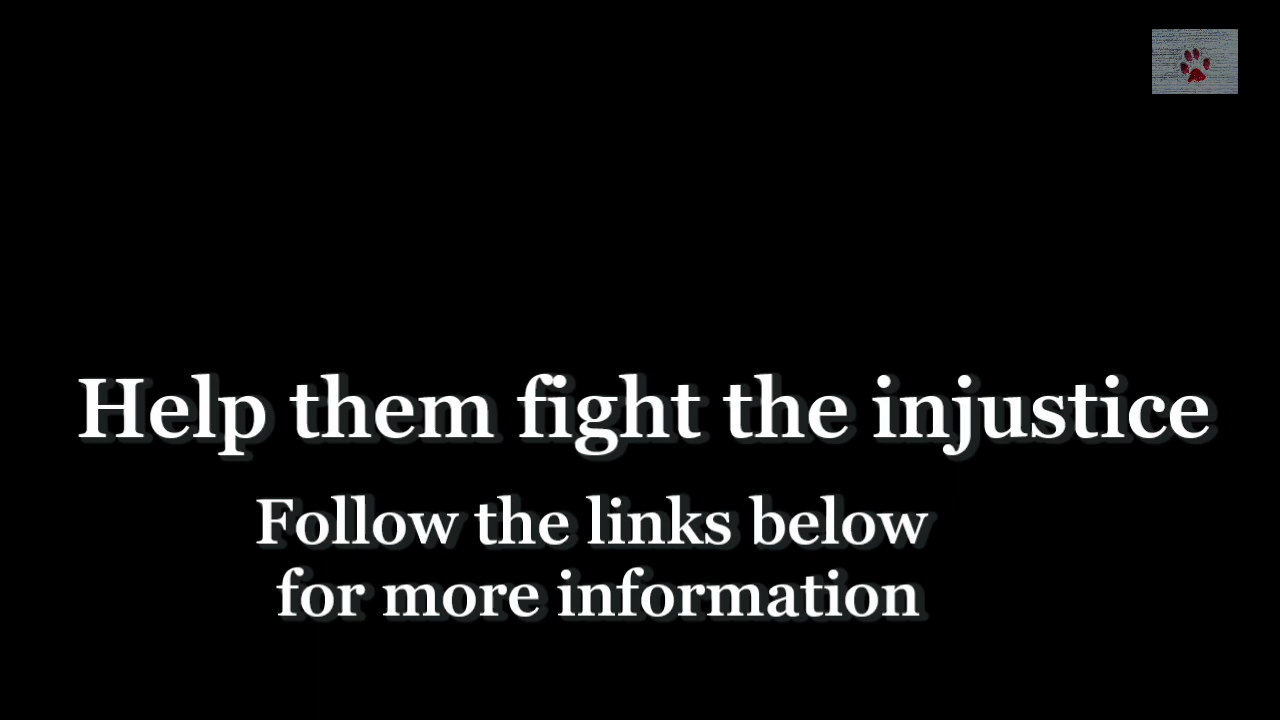 Help them fight the injustice
Follow the links below
for more information